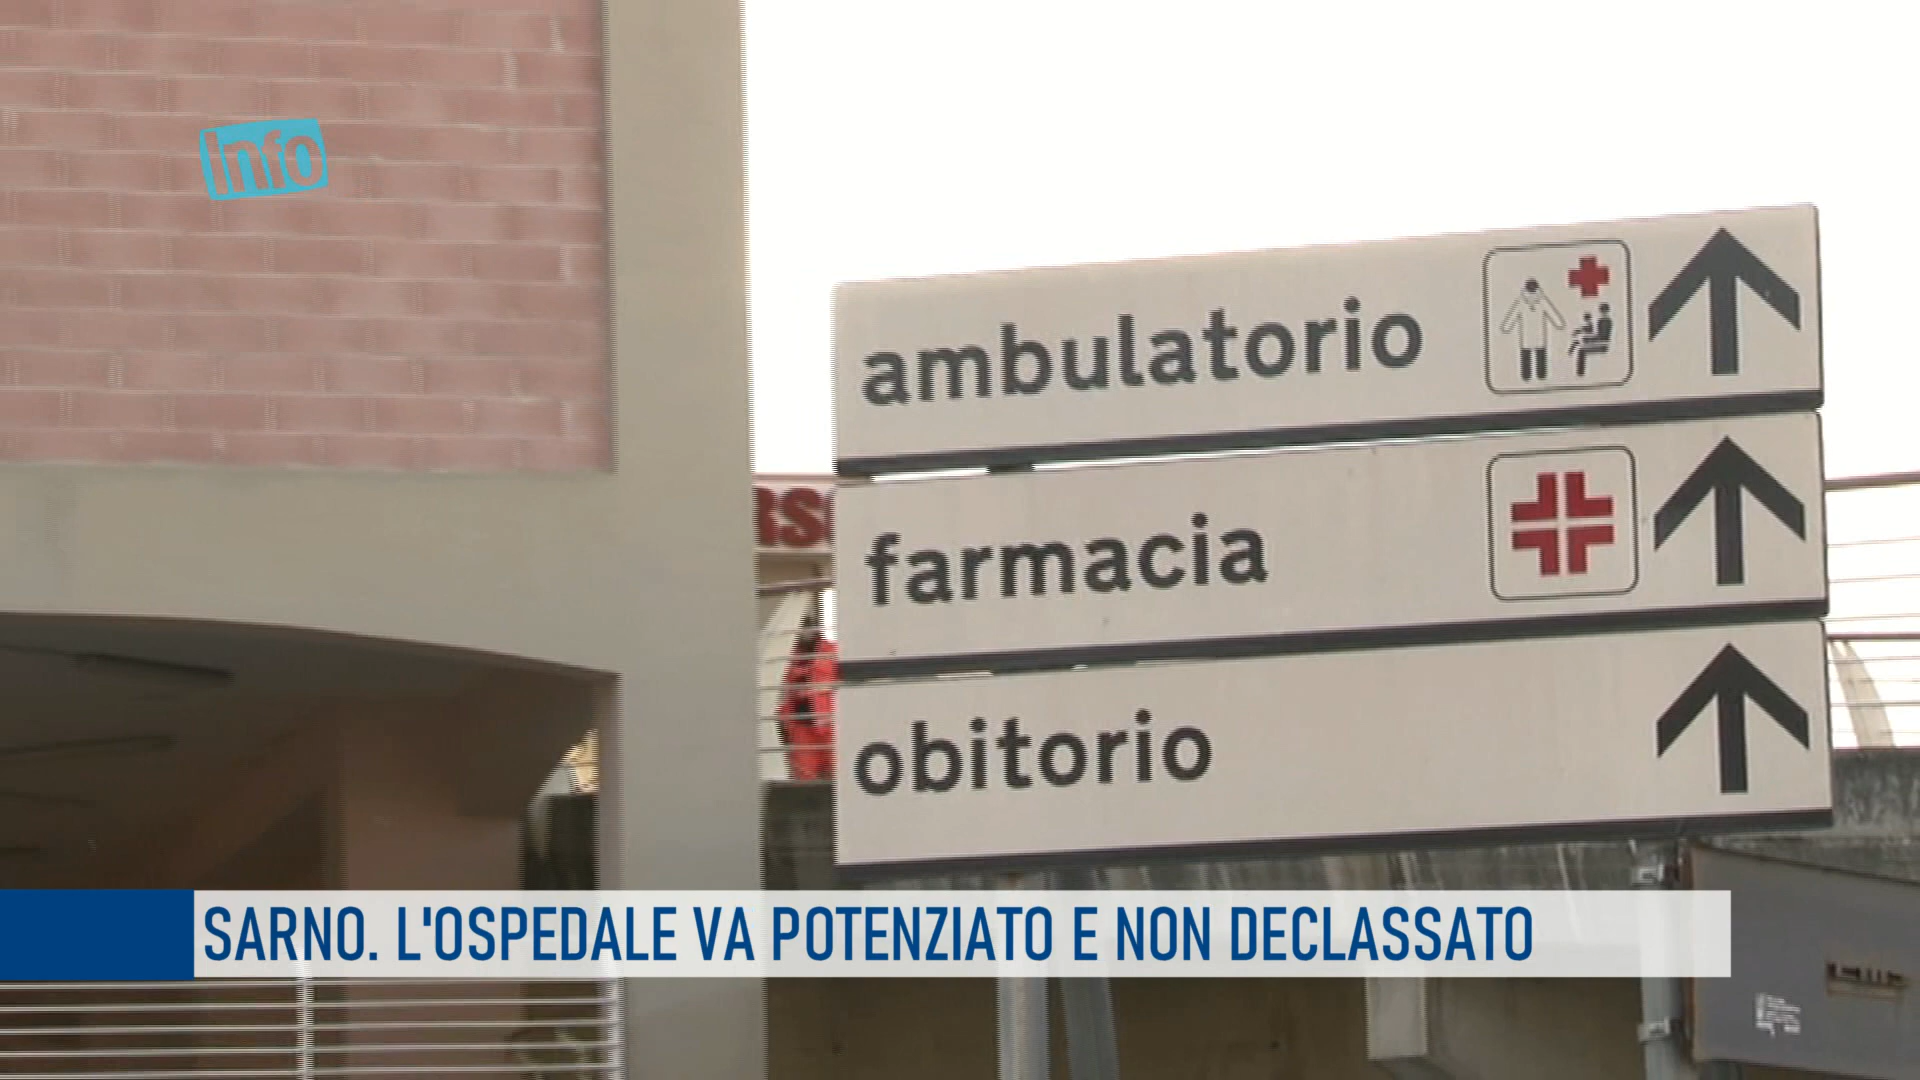 info
ambulatorio
farmacia
obitorio
SARNO. L'OSPEDALE VA POTENZIATO E NON DECLASSATO